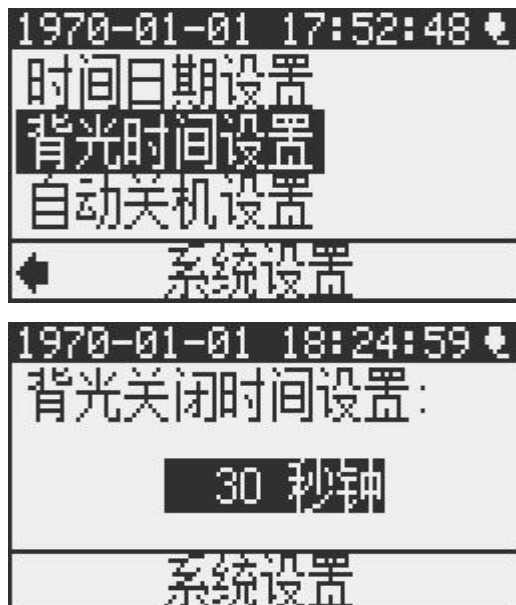 1970-01-01 17:52:48
时间日期设置
背光时间设置
自动关机设置
系统设置
1970-01-01 18:24:59
背光关闭时间设置:
30 秒钟
系统设置